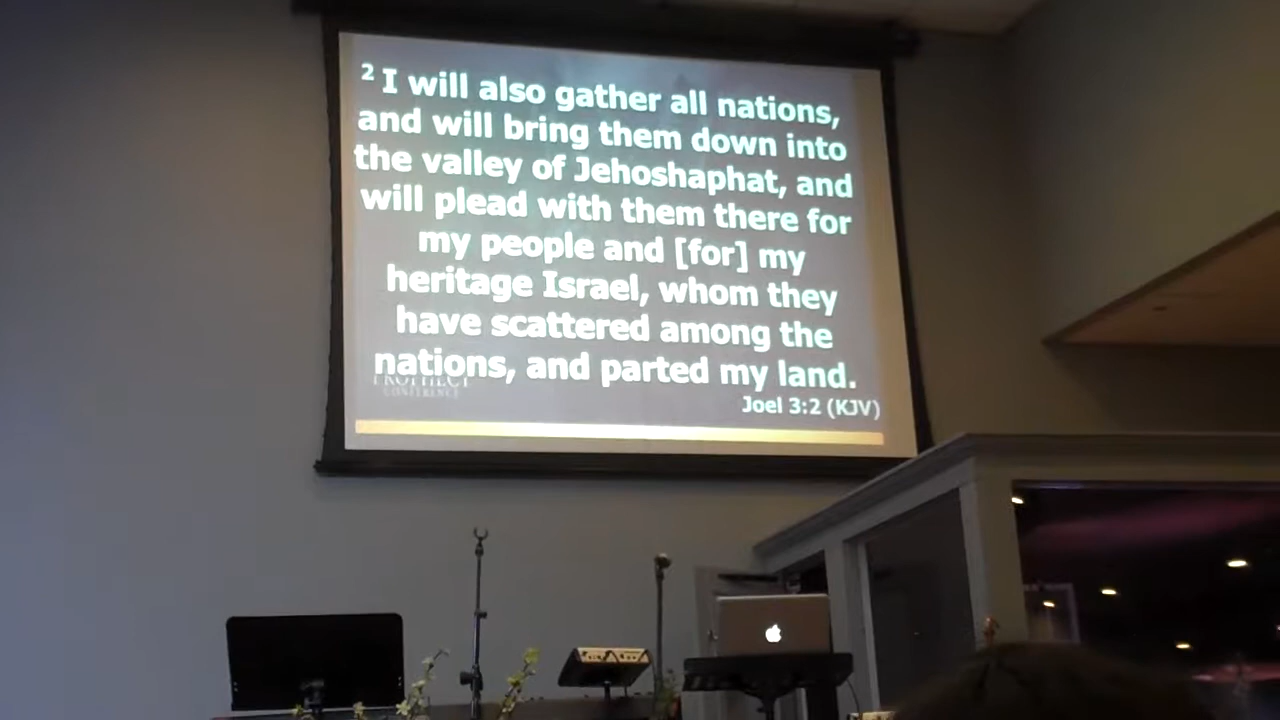 2 I will also gather all nations,
and will bring them down into
the valley of Jehoshaphat, and
will plead with them there for
my people and [for] my
heritage Israel, whom they
have scattered among the
nations, and parted my land.
PROPHECY
CONFERENCE
Joel 3:2 (KJV)